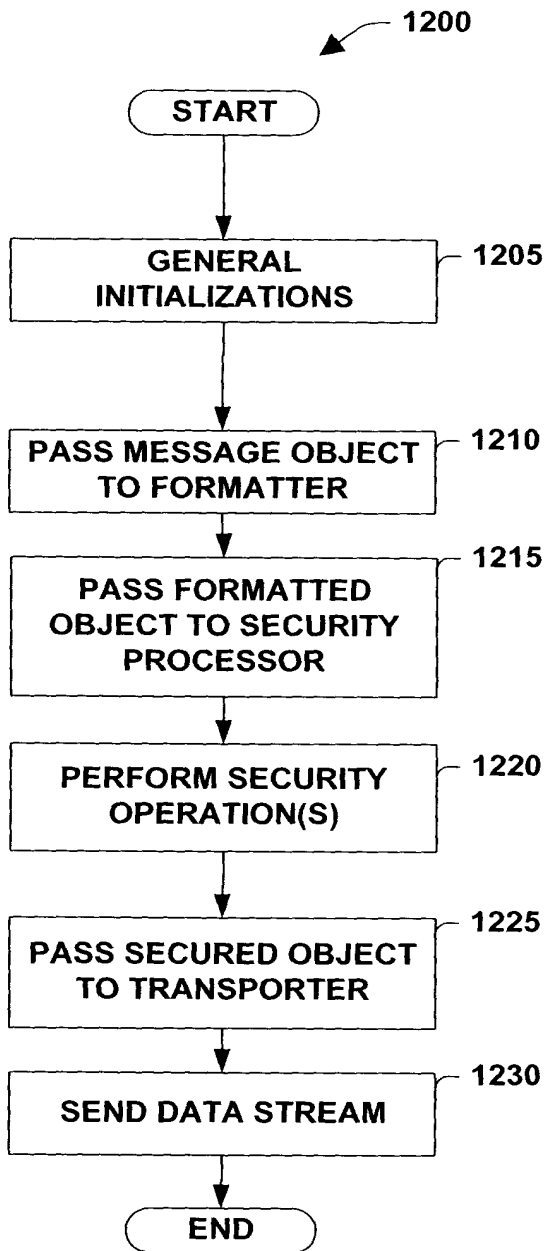 1200
START
1205
GENERAL
INITIALIZATIONS
1210
PASS MESSAGE OBJECT
TO FORMATTER
1215
PASS FORMATTED
OBJECT TO SECURITY
PROCESSOR
1220
PERFORM SECURITY
OPERATION(S)
1225
PASS SECURED OBJECT
TO TRANSPORTER
1230
SEND DATA STREAM
END